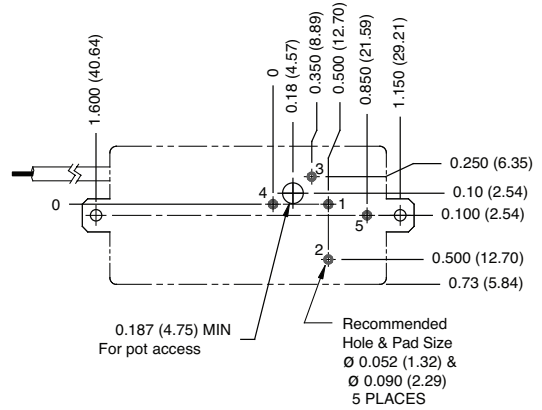 1.600 (40.64)
0
0.18 (4.57)
0.350 (8.89)
0.500 (12.70)
0.850 (21.59)
1.150 (29.21)
3
0.250 (6.35)
4
0.10 (2.54)
0
1
5
0.100 (2.54)
2
0.500 (12.70)
0.73 (5.84)
0.187 (4.75) MIN
For pot access
Recommended
Hole & Pad Size
Ø 0.052 (1.32) &
Ø 0.090 (2.29)
5 PLACES